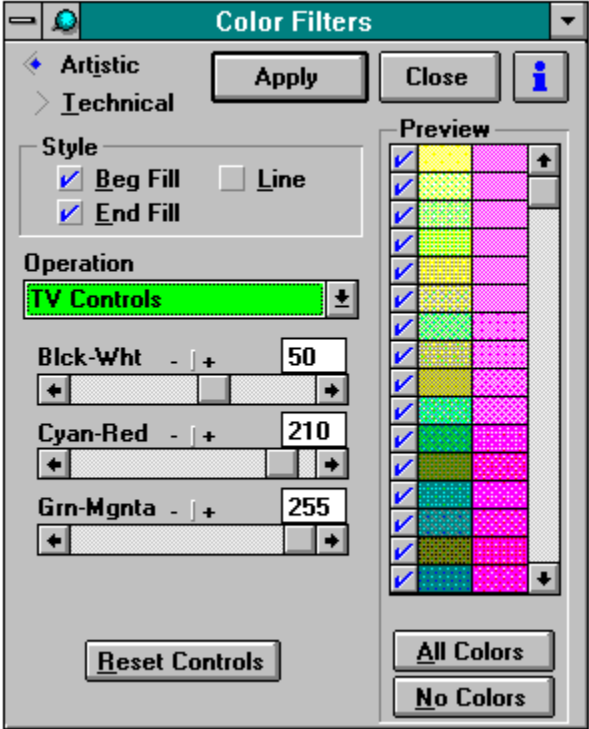 Color Filters
Artistic
Technical
Apply
Close
i
Style
Beg Fill
Line
End Fill
Preview
Operation
TV Controls
Blck-Wht - + 50
Cyan-Red - + 210
Grn-Mgnta - + 255
Reset Controls
All Colors
No Colors